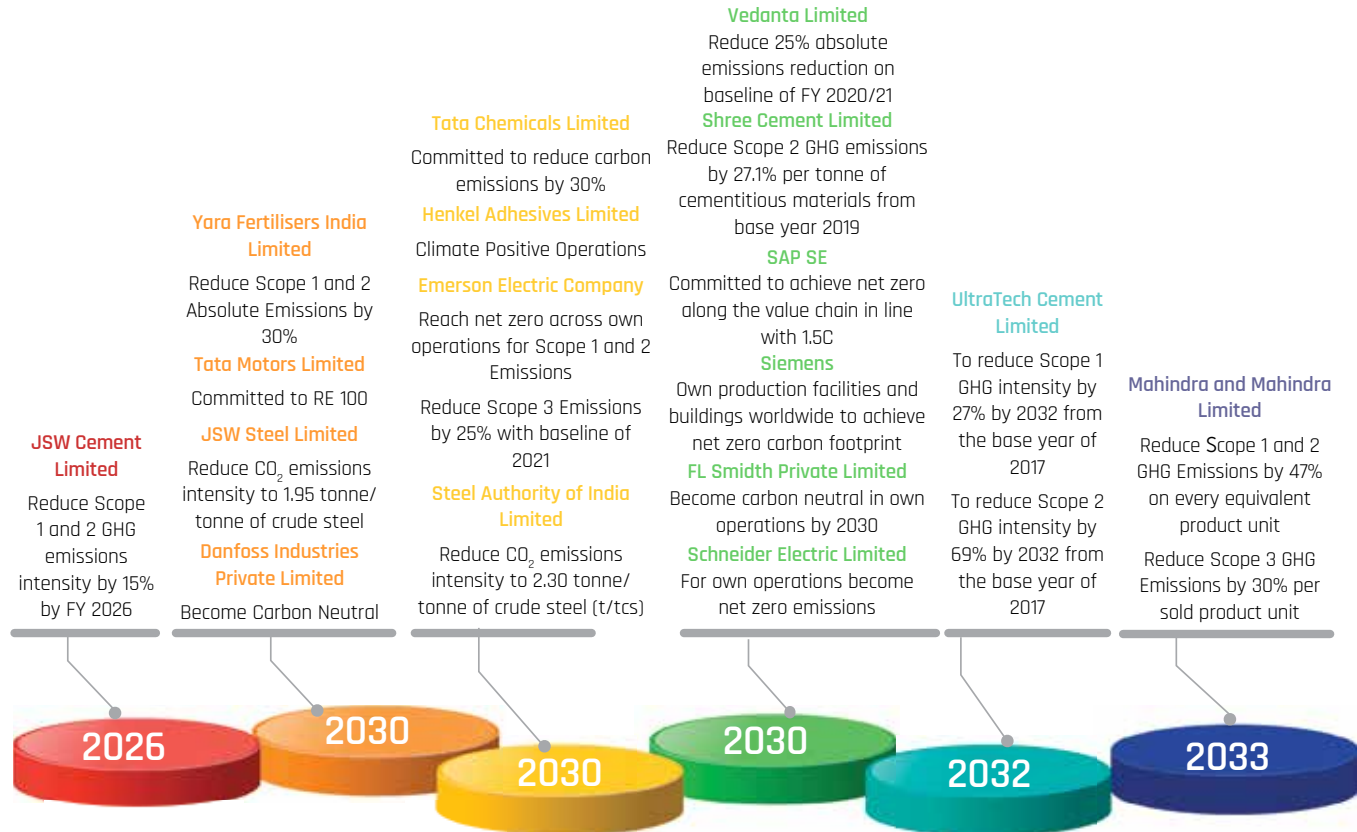 JSW Cement
Limited
Reduce Scope
1 and 2 GHG
emissions
intensity by 15%
by FY 2026
2026
Yara Fertilisers India
Limited
Reduce Scope 1 and 2
Absolute Emissions by
30%
Tata Motors Limited
Committed to RE 100
JSW Steel Limited
Reduce CO₂ emissions
intensity to 1.95 tonne/
tonne of crude steel
Danfoss Industries
Private Limited
Become Carbon Neutral
2030
Tata Chemicals Limited
Committed to reduce carbon
emissions by 30%
Henkel Adhesives Limited
Climate Positive Operations
Emerson Electric Company
Reach net zero across own
operations for Scope 1 and 2
Emissions
Reduce Scope 3 Emissions
by 25% with baseline of
2021
Steel Authority of India
Limited
Reduce CO₂ emissions
intensity to 2.30 tonne/
tonne of crude steel (t/tcs)
2030
Vedanta Limited
Reduce 25% absolute
emissions reduction on
baseline of FY 2020/21
Shree Cement Limited
Reduce Scope 2 GHG emissions
by 27.1% per tonne of
cementitious materials from
base year 2019
SAP SE
Committed to achieve net zero
along the value chain in line
with 1.5C
Siemens
Own production facilities and
buildings worldwide to achieve
net zero carbon footprint
FL Smidth Private Limited
Become carbon neutral in own
operations by 2030
Schneider Electric Limited
For own operations become
net zero emissions
2030
UltraTech Cement
Limited
To reduce Scope 1
GHG intensity by
27% by 2032 from
the base year of
2017
To reduce Scope 2
GHG intensity by
69% by 2032 from
the base year of
2017
2032
Mahindra and Mahindra
Limited
Reduce Scope 1 and 2
GHG Emissions by 47%
on every equivalent
product unit
Reduce Scope 3 GHG
Emissions by 30% per
sold product unit
2033